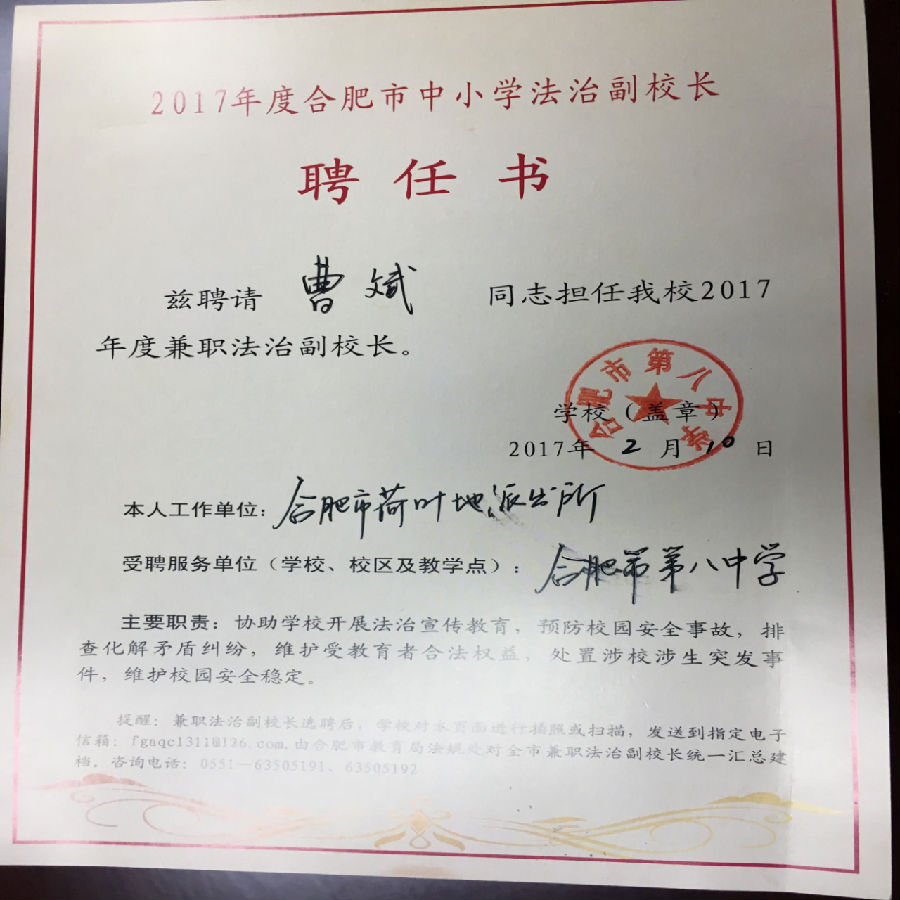 2017年度合肥市中小学法治副校长
聘任书
兹聘请 曹斌 同志担任我校2017
年度兼职法治副校长。
合肥市第八中学
学校（盖章）
2017年 2 月 10 日
本人工作单位：合肥市荷叶地派出所
受聘服务单位（学校、校区及教学点）：合肥市第八中学
主要职责：协助学校开展法治宣传教育，预防校园安全事故，排
查化解矛盾纠纷，维护受教育者合法权益，处置涉校涉生突发事
件，维护校园安全稳定。
提醒：兼职法治副校长选聘后，学校对本页面进行拍照或扫描，发送到指定电子
信箱：fgaqc1311@126.com.由合肥市教育局法规处对全市兼职法治副校长统一汇总建
档。咨询电话：0551—63505191、63505192